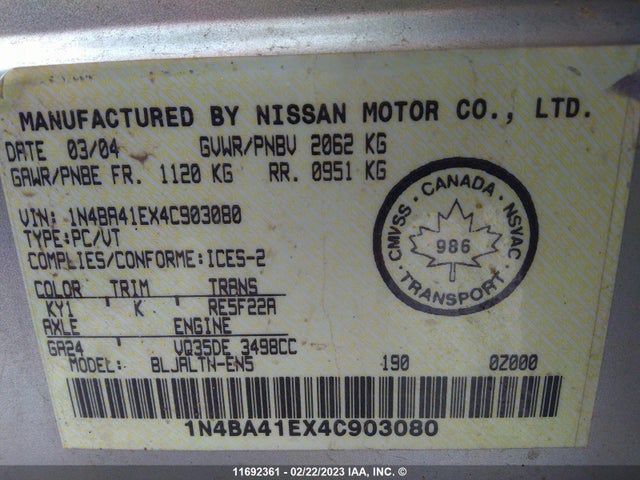 MANUFACTURED BY NISSAN MOTOR CO., LTD.
DATE 03/04 GVWR/PNBV 2062 KG
GAWR/PNBE FR. 1120 KG RR. 0951 KG
VIN: 1N4BA41EX4C903080
TYPE:PC/VT
COMPLIES/CONFORME:ICES-2
CMVSS · CANADA · NSVAC
986
TRANSPORT
COLOR TRIM TRANS
KY1 K RE5F22A
AXLE ENGINE
GA24 VQ35DE 3498CC
MODEL: BLJALTN-EN5 190 0Z000
1N4BA41EX4C903080
11692361 - 02/22/2023 IAA, Inc. ©